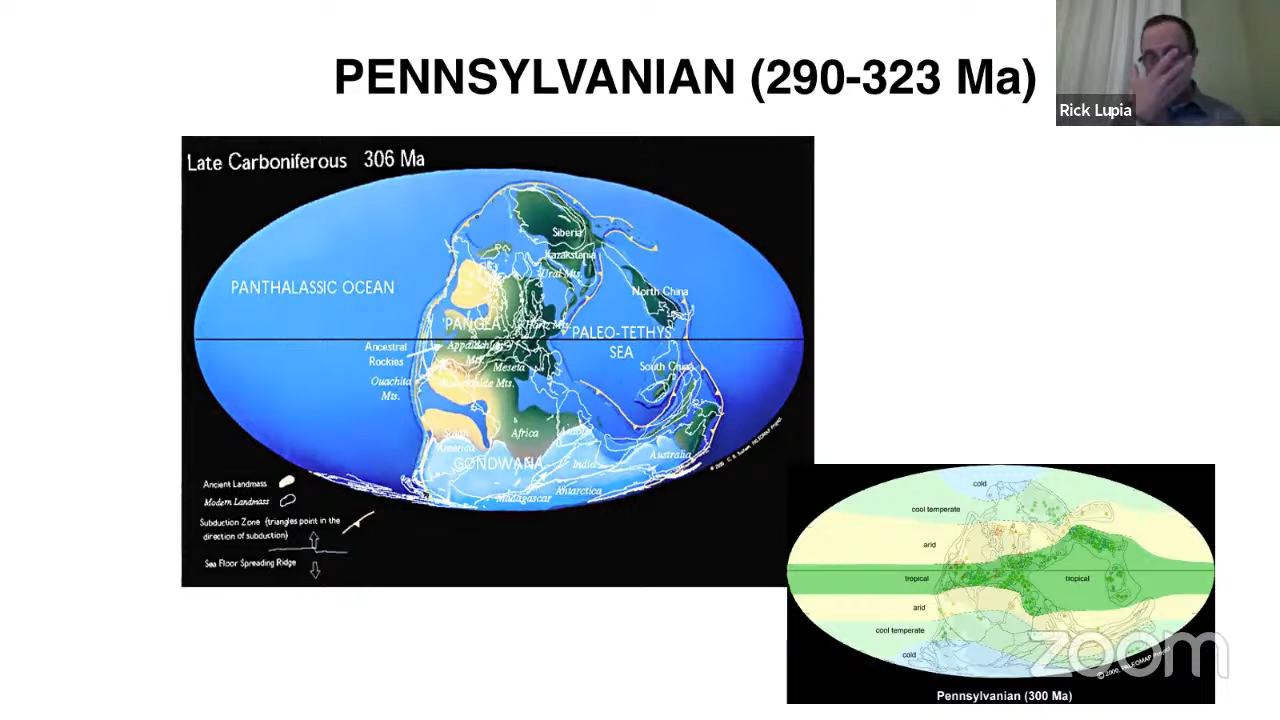 PENNSYLVANIAN (290-323 Ma)
Rick Lupia
Late Carboniferous 306 Ma
Siberia
Kazakstania
Ural Mts.
PANTHALASSIC OCEAN
North China
PANGEA
PALEO-TETHYS
SEA
Ancestral
Rockies
Appalachian
Mts.
Meseta
South China
Ouachita
Mts.
South
America
Africa
Australia
GONDWANA
India
Antarctica
Madagascar
Ancient Landmass
Modern Landmass
Subduction Zone (triangles point in the
direction of subduction)
Sea Floor Spreading Ridge
cold
cool temperate
arid
tropical
tropical
arid
cool temperate
cold
zoom
© 2000, PALEOMAP Project
Pennsylvanian (300 Ma)